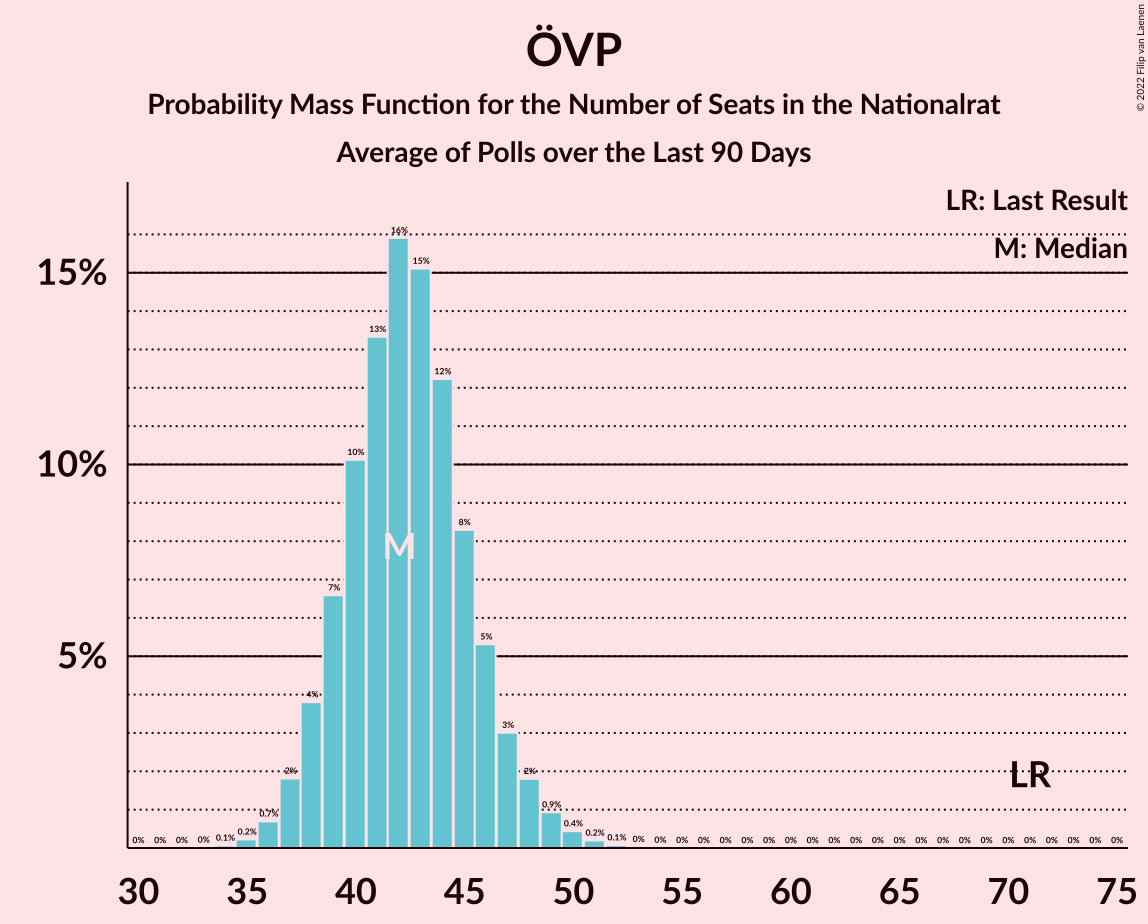 ÖVP
Probability Mass Function for the Number of Seats in the Nationalrat
Average of Polls over the Last 90 Days
© 2022 Filip van Laenen
LR: Last Result
M: Median
15%
10%
5%
0% 0% 0% 0% 0.1% 0.2% 0.7% 2% 4% 7% 10% 13% 16% 15% 12% 8% 5% 3% 2% 0.9% 0.4% 0.2% 0.1% 0% 0% 0% 0% 0% 0% 0% 0% 0% 0% 0% 0% 0% 0% 0% 0% 0% 0% 0% 0% 0% 0% 0%
M
LR
30 35 40 45 50 55 60 65 70 75